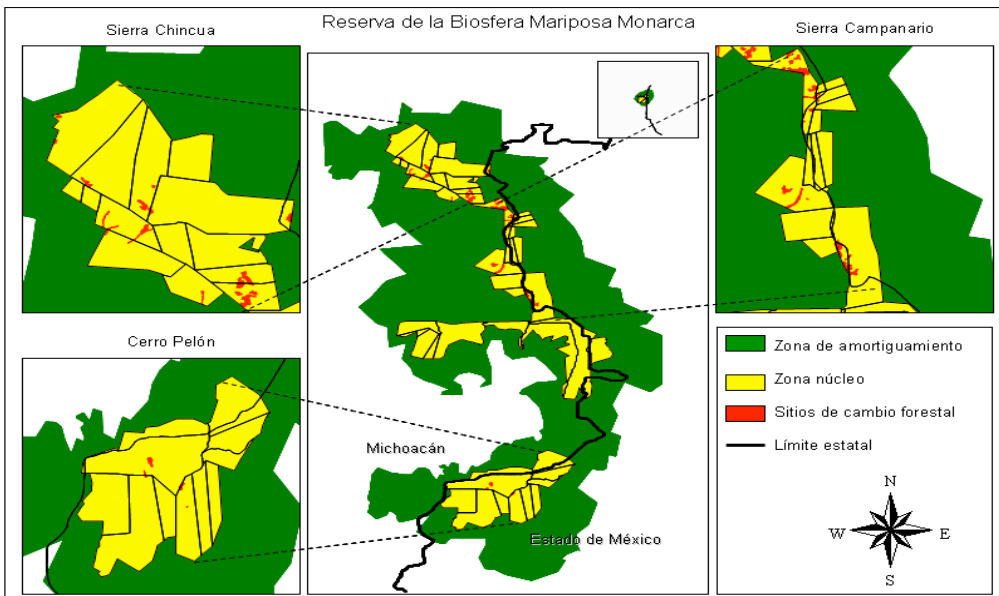 Reserva de la Biosfera Mariposa Monarca
Sierra Chincua
Sierra Campanario
Cerro Pelón
Michoacán
Estado de México
Zona de amortiguamiento
Zona núcleo
Sitios de cambio forestal
Límite estatal
N
W
E
S